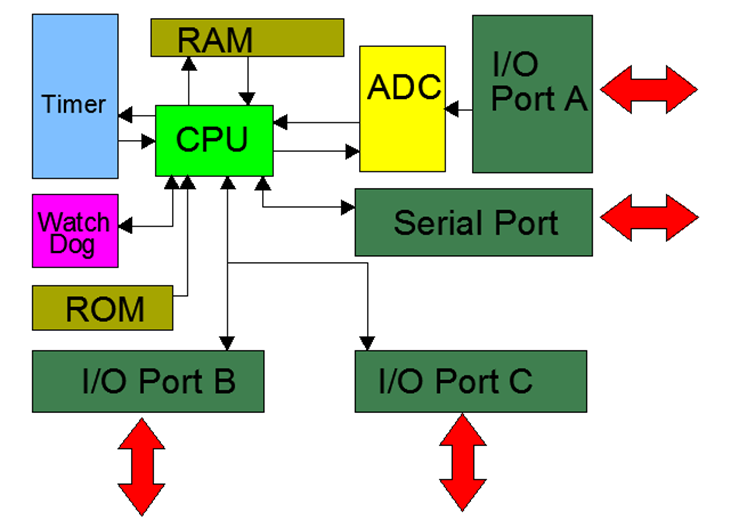 RAM
Timer
CPU
ADC
I/O
Port A
Watch
Dog
Serial Port
ROM
I/O Port B
I/O Port C